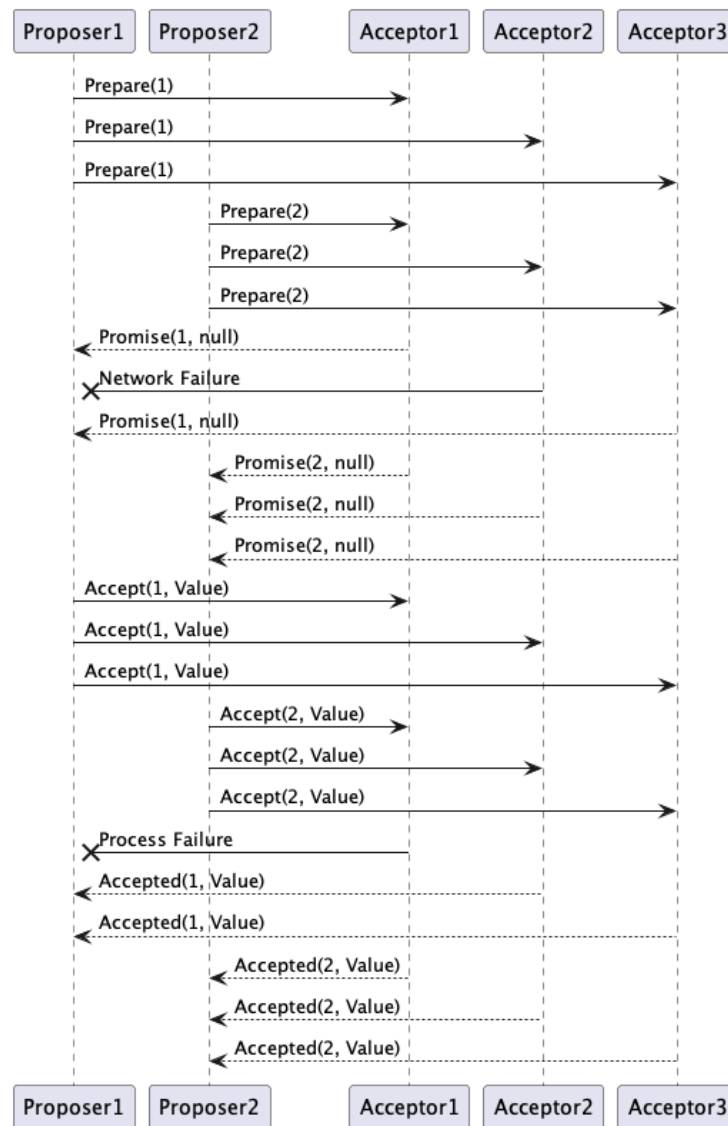 Proposer1 Proposer2 Acceptor1 Acceptor2 Acceptor3
Prepare(1)
Prepare(1)
Prepare(1)
Prepare(2)
Prepare(2)
Prepare(2)
Promise(1, null)
Network Failure
Promise(1, null)
Promise(2, null)
Promise(2, null)
Promise(2, null)
Accept(1, Value)
Accept(1, Value)
Accept(1, Value)
Accept(2, Value)
Accept(2, Value)
Accept(2, Value)
Process Failure
Accepted(1, Value)
Accepted(1, Value)
Accepted(2, Value)
Accepted(2, Value)
Accepted(2, Value)
Proposer1 Proposer2 Acceptor1 Acceptor2 Acceptor3